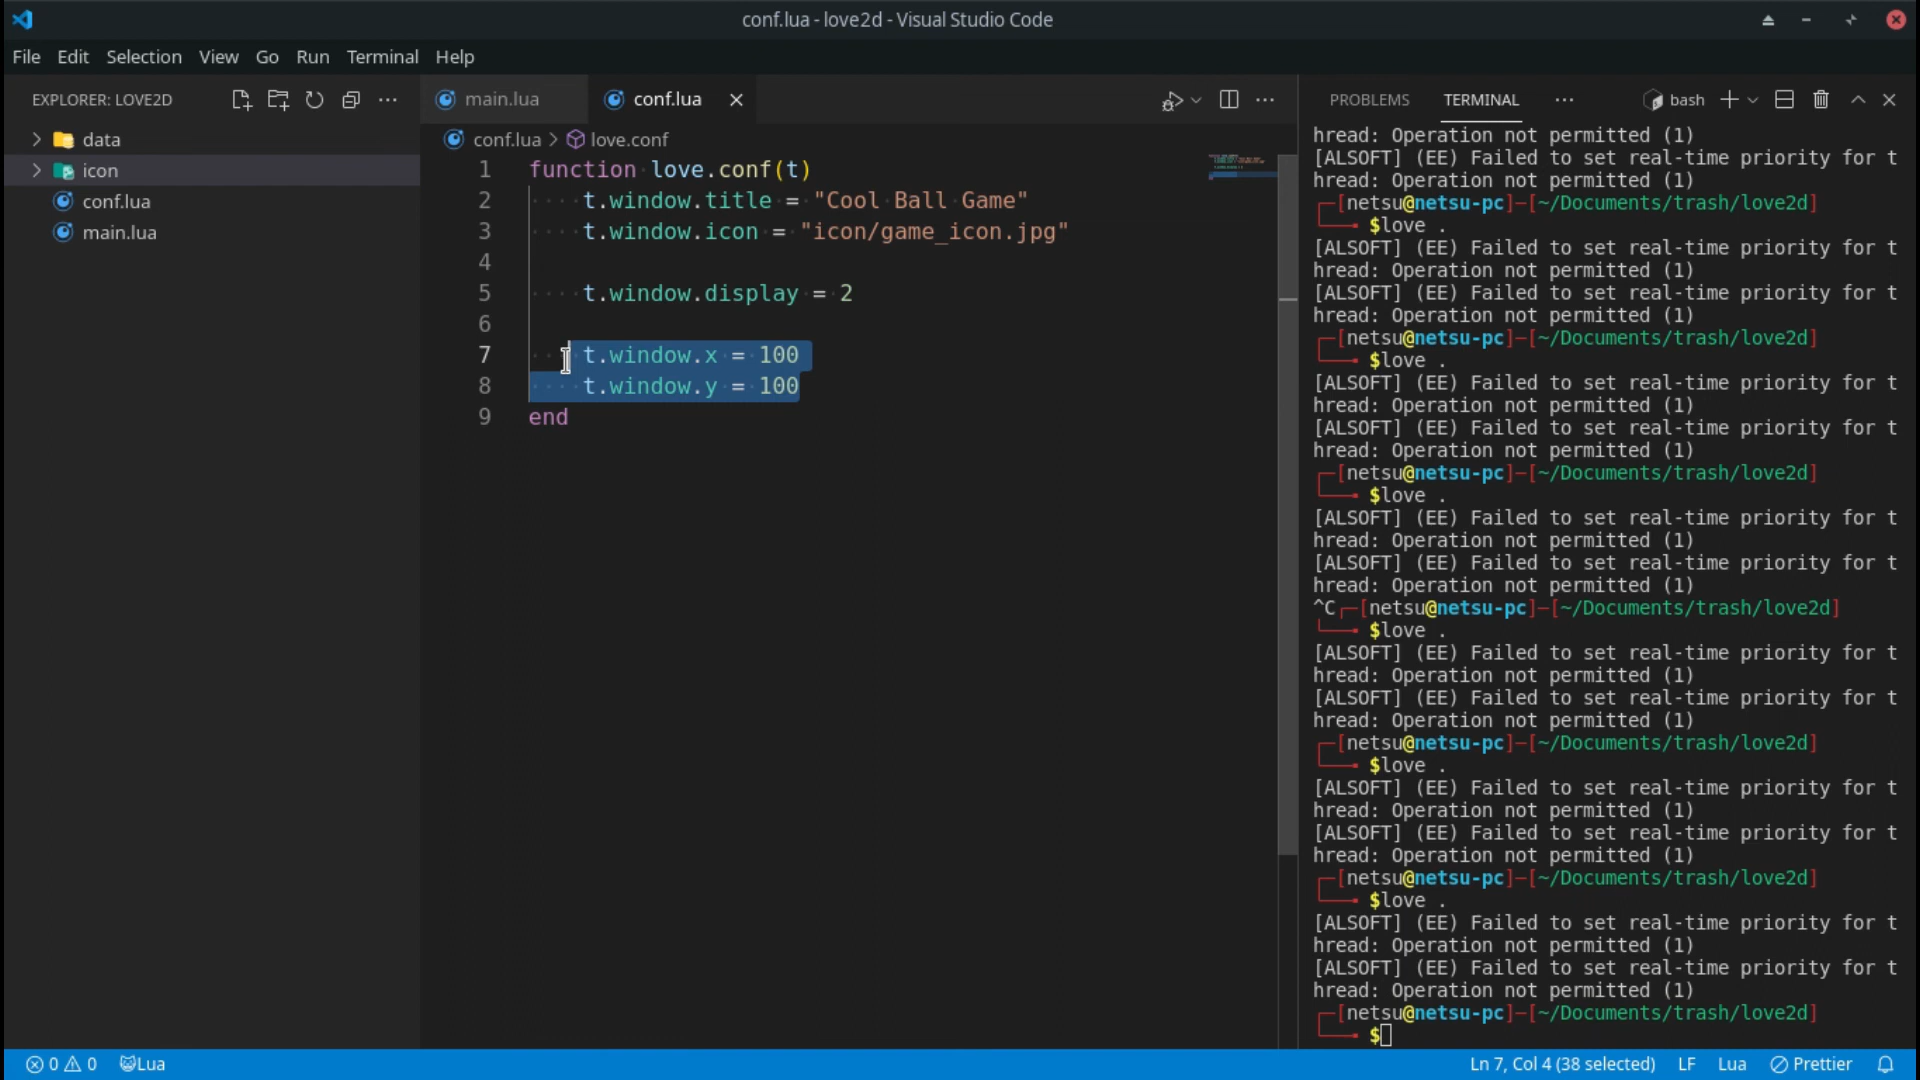 conf.lua - love2d - Visual Studio Code
File Edit Selection View Go Run Terminal Help
EXPLORER: LOVE2D
data
icon
conf.lua
main.lua
main.lua conf.lua
conf.lua > love.conf
1 function love.conf(t)
2 t.window.title = "Cool Ball Game"
3 t.window.icon = "icon/game_icon.jpg"
4
5 t.window.display = 2
6
7 t.window.x = 100
8 t.window.y = 100
9 end
PROBLEMS TERMINAL bash
hread: Operation not permitted (1)
[ALSOFT] (EE) Failed to set real-time priority for t
hread: Operation not permitted (1)
[netsu@netsu-pc]-[~/Documents/trash/love2d]
$love .
[ALSOFT] (EE) Failed to set real-time priority for t
hread: Operation not permitted (1)
[ALSOFT] (EE) Failed to set real-time priority for t
hread: Operation not permitted (1)
[netsu@netsu-pc]-[~/Documents/trash/love2d]
$love .
[ALSOFT] (EE) Failed to set real-time priority for t
hread: Operation not permitted (1)
[ALSOFT] (EE) Failed to set real-time priority for t
hread: Operation not permitted (1)
[netsu@netsu-pc]-[~/Documents/trash/love2d]
$love .
[ALSOFT] (EE) Failed to set real-time priority for t
hread: Operation not permitted (1)
[ALSOFT] (EE) Failed to set real-time priority for t
hread: Operation not permitted (1)
^C[netsu@netsu-pc]-[~/Documents/trash/love2d]
$love .
[ALSOFT] (EE) Failed to set real-time priority for t
hread: Operation not permitted (1)
[ALSOFT] (EE) Failed to set real-time priority for t
hread: Operation not permitted (1)
[netsu@netsu-pc]-[~/Documents/trash/love2d]
$love .
[ALSOFT] (EE) Failed to set real-time priority for t
hread: Operation not permitted (1)
[ALSOFT] (EE) Failed to set real-time priority for t
hread: Operation not permitted (1)
[netsu@netsu-pc]-[~/Documents/trash/love2d]
$love .
[ALSOFT] (EE) Failed to set real-time priority for t
hread: Operation not permitted (1)
[ALSOFT] (EE) Failed to set real-time priority for t
hread: Operation not permitted (1)
[netsu@netsu-pc]-[~/Documents/trash/love2d]
$
0 0 Lua
Ln 7, Col 4 (38 selected) LF Lua Prettier